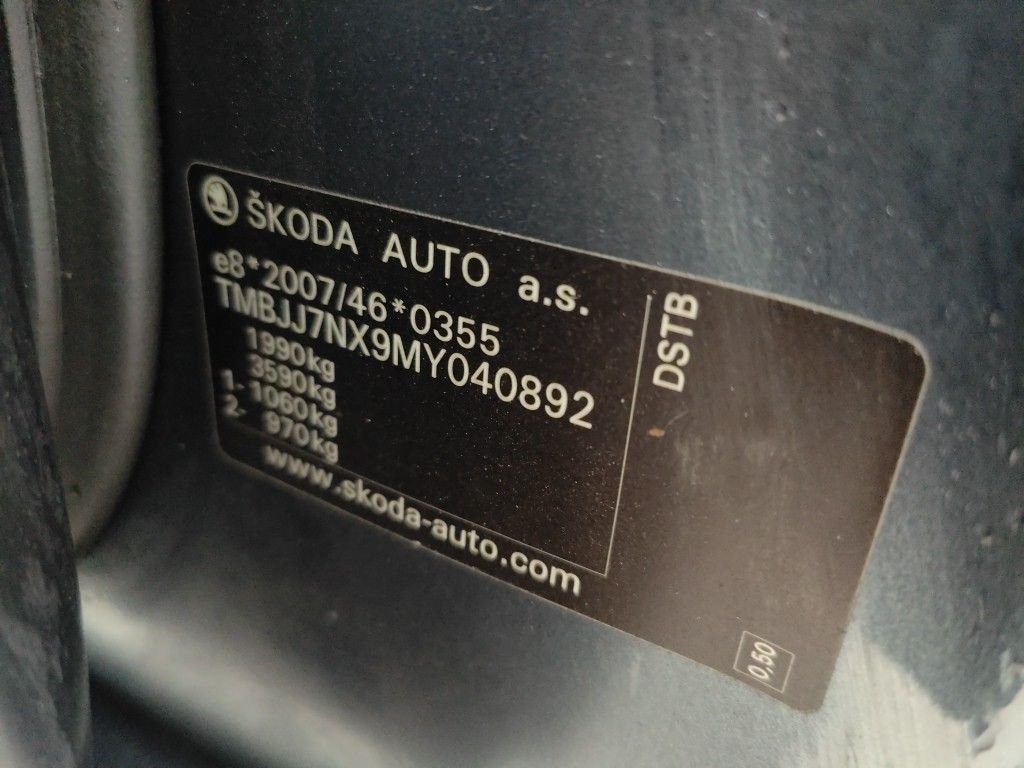 ŠKODA AUTO a.s.
e8*2007/46*0355
TMBJJ7NX9MY040892
1990kg
3590kg
1- 1060kg
2- 970kg
www.skoda-auto.com
DSTB
0,50